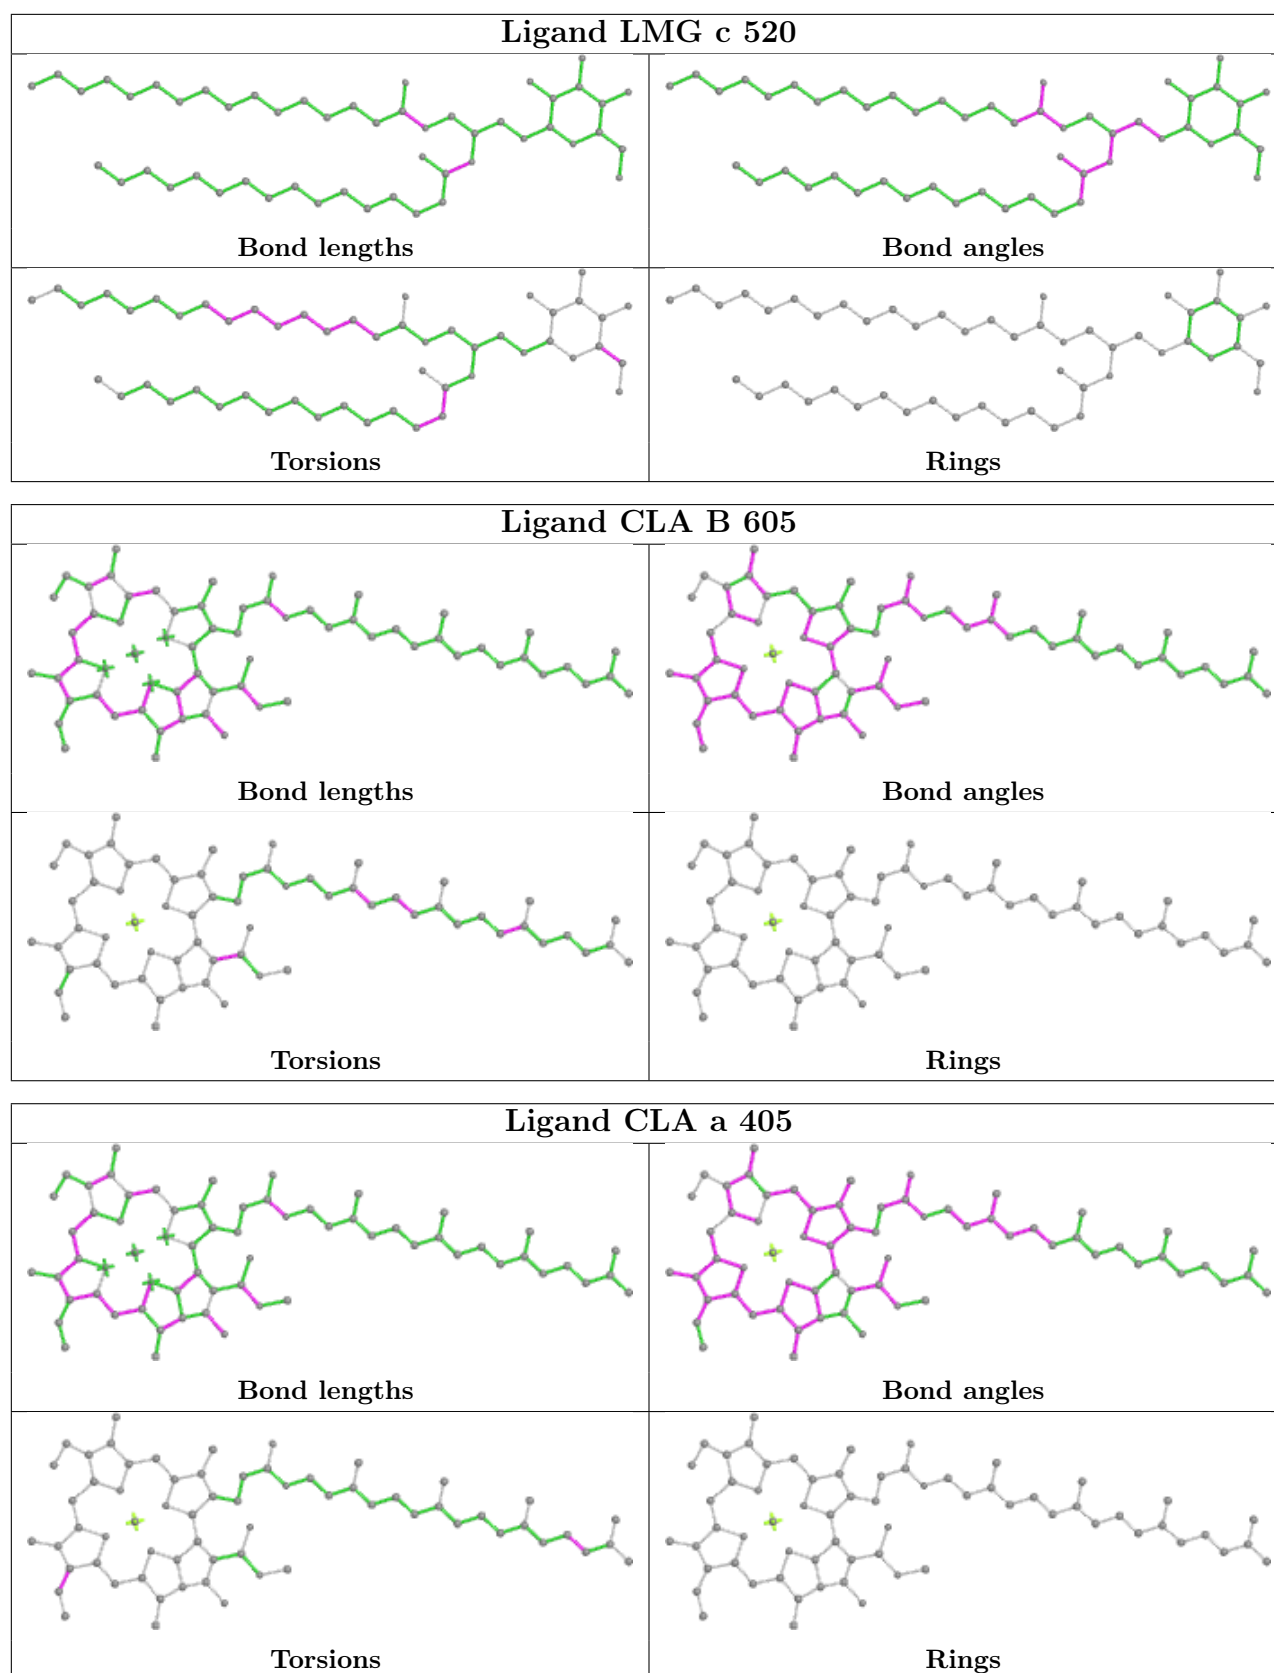 Ligand LMG c 520
Bond lengths
Bond angles
Torsions
Rings
Ligand CLA B 605
Bond lengths
Bond angles
Torsions
Rings
Ligand CLA a 405
Bond lengths
Bond angles
Torsions
Rings